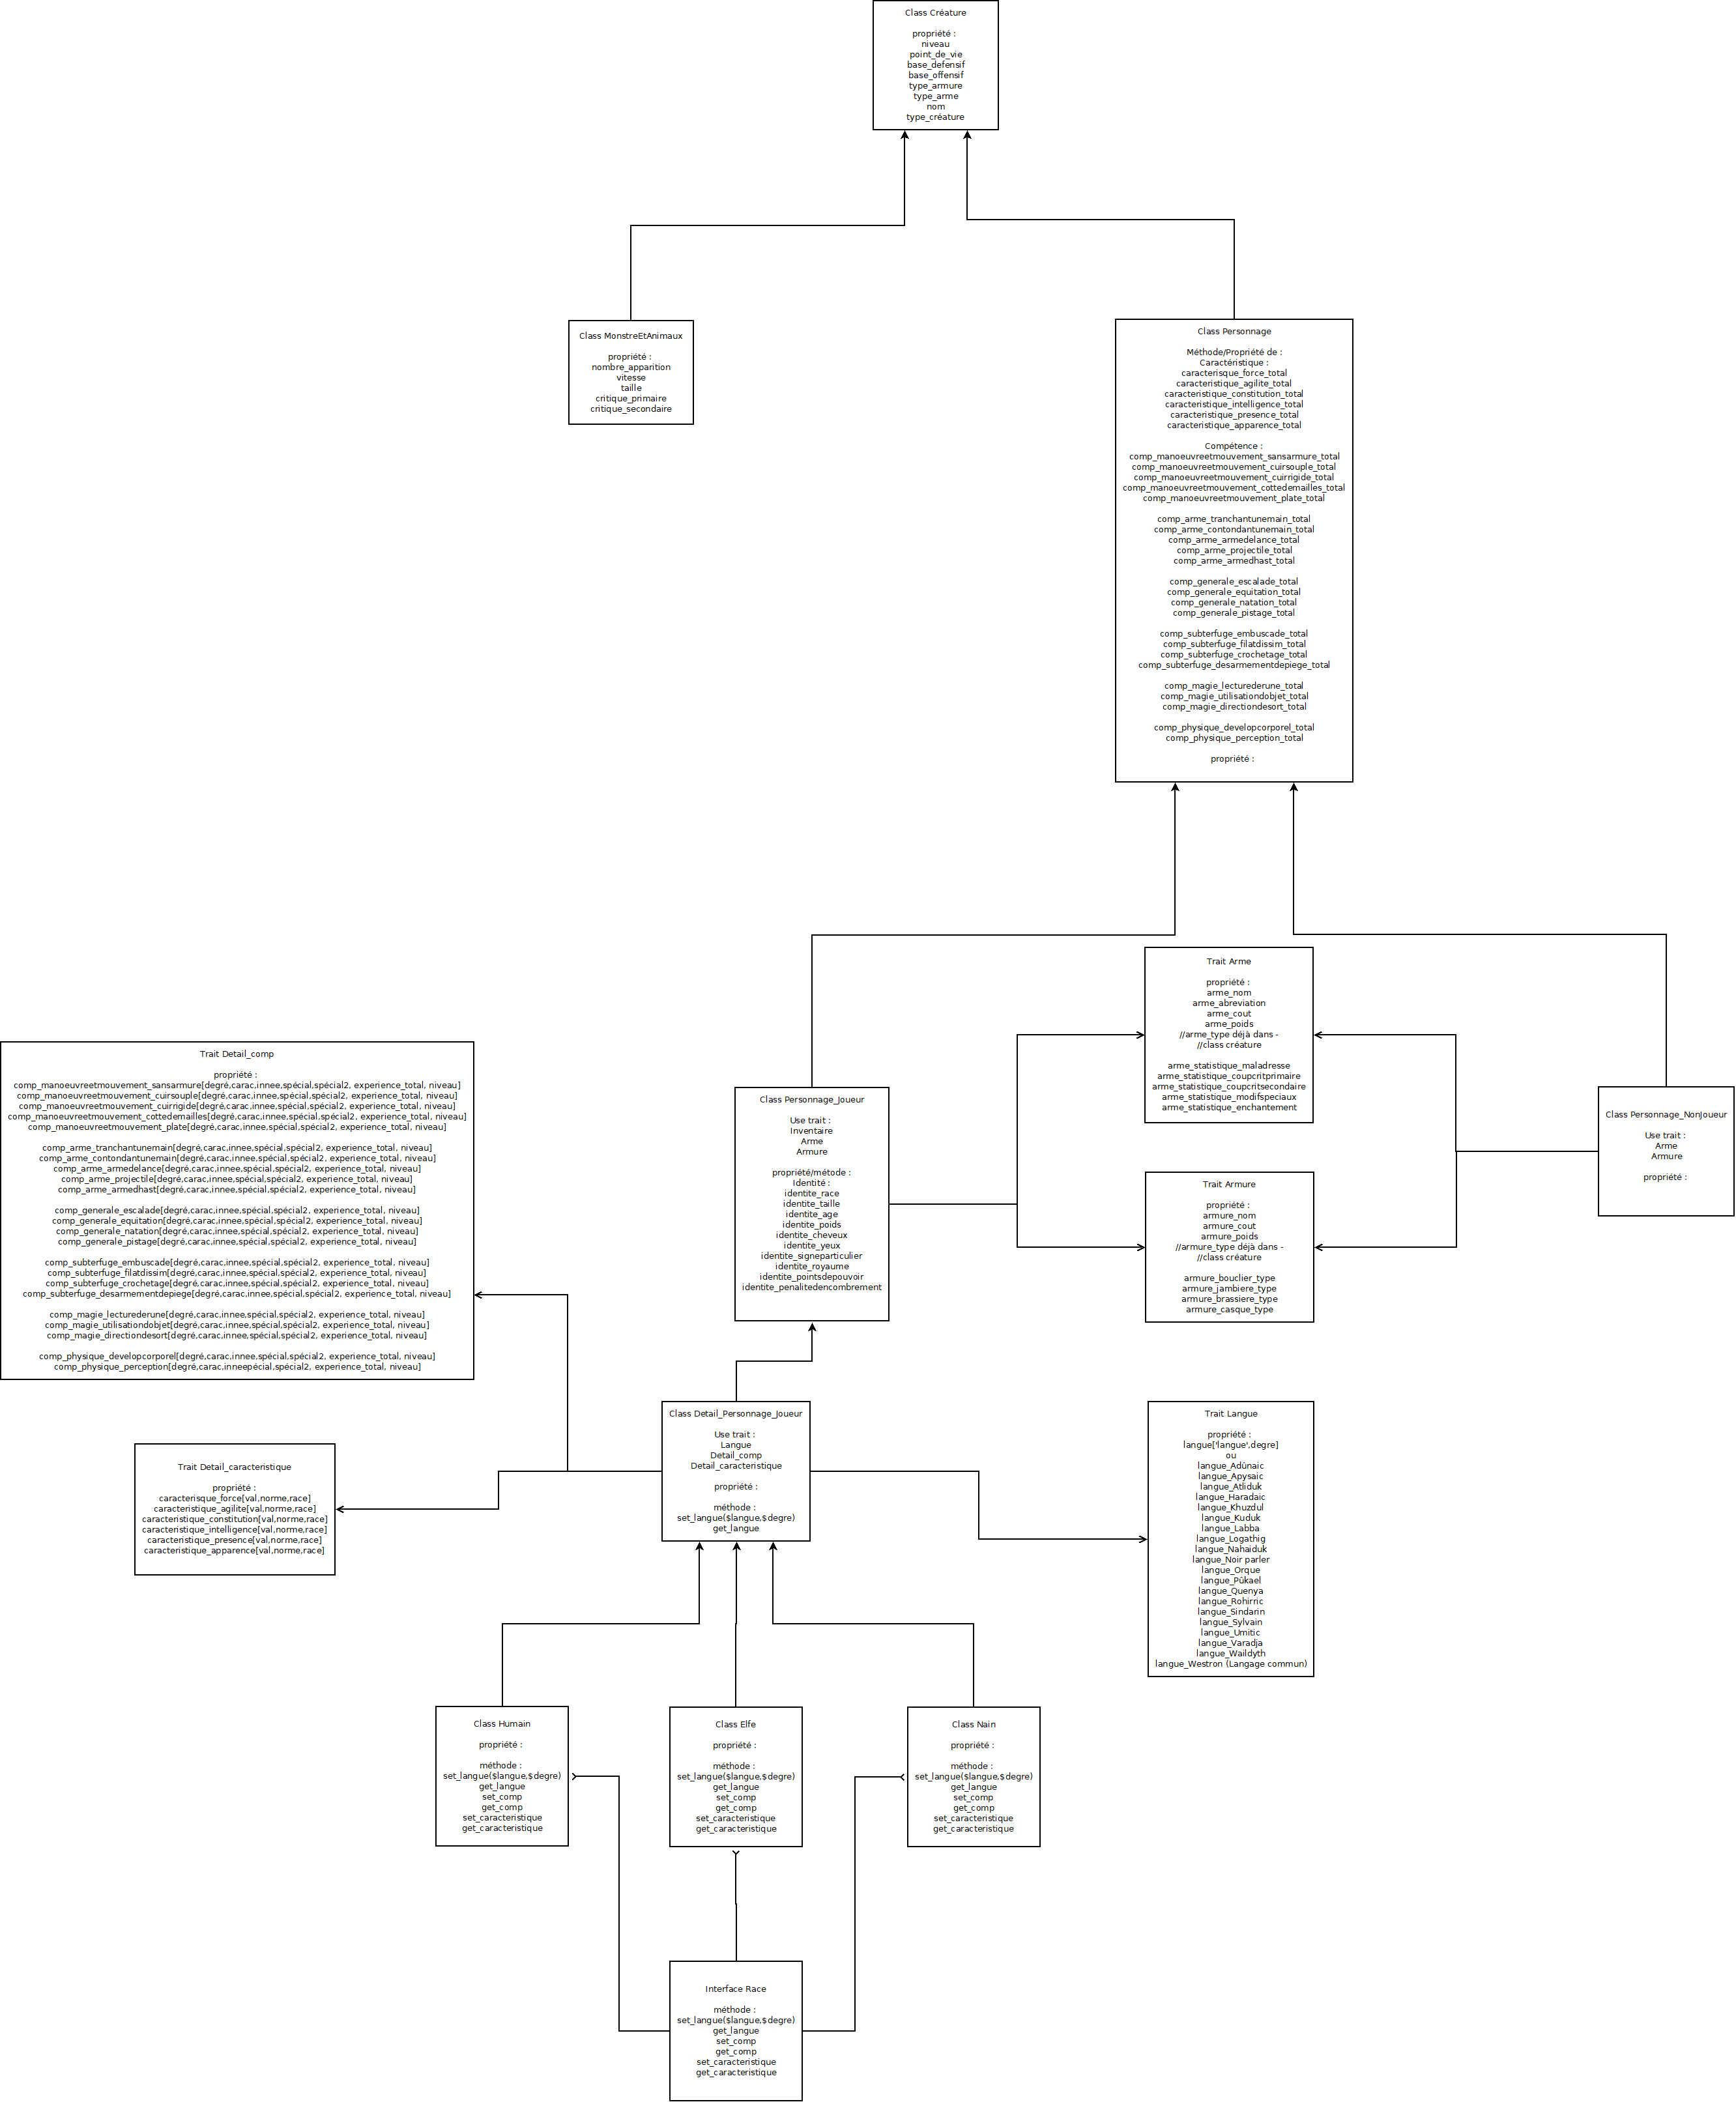 Class Créature
propriété :
niveau
point_de_vie
base_defensif
base_offensif
type_armure
type_arme
nom
type_créature
Class MonstreEtAnimaux
propriété :
nombre_apparition
vitesse
taille
critique_primaire
critique_secondaire
Class Personnage
Méthode/Propriété de :
Caractéristique :
caracterisque_force_total
caracteristique_agilite_total
caracteristique_constitution_total
caracteristique_intelligence_total
caracteristique_presence_total
caracteristique_apparence_total
Compétence :
comp_manoeuvreetmouvement_sansarmure_total
comp_manoeuvreetmouvement_cuirsouple_total
comp_manoeuvreetmouvement_cuirrigide_total
comp_manoeuvreetmouvement_cottedemailles_total
comp_manoeuvreetmouvement_plate_total
comp_arme_tranchantunemain_total
comp_arme_contondantunemain_total
comp_arme_armedelance_total
comp_arme_projectile_total
comp_arme_armedhast_total
comp_generale_escalade_total
comp_generale_equitation_total
comp_generale_natation_total
comp_generale_pistage_total
comp_subterfuge_embuscade_total
comp_subterfuge_filatdissim_total
comp_subterfuge_crochetage_total
comp_subterfuge_desarmementdepiege_total
comp_magie_lecturederune_total
comp_magie_utilisationdobjet_total
comp_magie_directiondesort_total
comp_physique_developcorporel_total
comp_physique_perception_total
propriété :
Trait Arme
propriété :
arme_nom
arme_abreviation
arme_cout
arme_poids
//arme_type déjà dans -
//class créature
arme_statistique_maladresse
arme_statistique_coupcritprimaire
arme_statistique_coupcritsecondaire
arme_statistique_modifspeciaux
arme_statistique_enchantement
Trait Detail_comp
propriété :
comp_manoeuvreetmouvement_sansarmure[degré,carac,innee,spécial,spécial2, experience_total, niveau]
comp_manoeuvreetmouvement_cuirsouple[degré,carac,innee,spécial,spécial2, experience_total, niveau]
comp_manoeuvreetmouvement_cuirrigide[degré,carac,innee,spécial,spécial2, experience_total, niveau]
comp_manoeuvreetmouvement_cottedemailles[degré,carac,innee,spécial,spécial2, experience_total, niveau]
comp_manoeuvreetmouvement_plate[degré,carac,innee,spécial,spécial2, experience_total, niveau]
comp_arme_tranchantunemain[degré,carac,innee,spécial,spécial2, experience_total, niveau]
comp_arme_contondantunemain[degré,carac,innee,spécial,spécial2, experience_total, niveau]
comp_arme_armedelance[degré,carac,innee,spécial,spécial2, experience_total, niveau]
comp_arme_projectile[degré,carac,innee,spécial,spécial2, experience_total, niveau]
comp_arme_armedhast[degré,carac,innee,spécial,spécial2, experience_total, niveau]
comp_generale_escalade[degré,carac,innee,spécial,spécial2, experience_total, niveau]
comp_generale_equitation[degré,carac,innee,spécial,spécial2, experience_total, niveau]
comp_generale_natation[degré,carac,innee,spécial,spécial2, experience_total, niveau]
comp_generale_pistage[degré,carac,innee,spécial,spécial2, experience_total, niveau]
comp_subterfuge_embuscade[degré,carac,innee,spécial,spécial2, experience_total, niveau]
comp_subterfuge_filatdissim[degré,carac,innee,spécial,spécial2, experience_total, niveau]
comp_subterfuge_crochetage[degré,carac,innee,spécial,spécial2, experience_total, niveau]
comp_subterfuge_desarmementdepiege[degré,carac,innee,spécial,spécial2, experience_total, niveau]
comp_magie_lecturederune[degré,carac,innee,spécial,spécial2, experience_total, niveau]
comp_magie_utilisationdobjet[degré,carac,innee,spécial,spécial2, experience_total, niveau]
comp_magie_directiondesort[degré,carac,innee,spécial,spécial2, experience_total, niveau]
comp_physique_developcorporel[degré,carac,innee,spécial,spécial2, experience_total, niveau]
comp_physique_perception[degré,carac,inneepécial,spécial2, experience_total, niveau]
Class Personnage_Joueur
Use trait :
Inventaire
Arme
Armure
propriété/métode :
Identité :
identite_race
identite_taille
identite_age
identite_poids
identite_cheveux
identite_yeux
identite_signeparticulier
identite_royaume
identite_pointsdepouvoir
identite_penalitedencombrement
Class Personnage_NonJoueur
Use trait :
Arme
Armure
propriété :
Trait Armure
propriété :
armure_nom
armure_cout
armure_poids
//armure_type déjà dans -
//class créature
armure_bouclier_type
armure_jambiere_type
armure_brassiere_type
armure_casque_type
Class Detail_Personnage_Joueur
Use trait :
Langue
Detail_comp
Detail_caracteristique
propriété :
méthode :
set_langue($langue,$degre)
get_langue
Trait Langue
propriété :
langue['langue',degre]
ou
langue_Adûnaic
langue_Apysaic
langue_Atliduk
langue_Haradaic
langue_Khuzdul
langue_Kuduk
langue_Labba
langue_Logathig
langue_Nahaiduk
langue_Noir parler
langue_Orque
langue_Pûkael
langue_Quenya
langue_Rohirric
langue_Sindarin
langue_Sylvain
langue_Umitic
langue_Varadja
langue_Waildyth
langue_Westron (Langage commun)
Trait Detail_caracteristique
propriété :
caracterisque_force[val,norme,race]
caracteristique_agilite[val,norme,race]
caracteristique_constitution[val,norme,race]
caracteristique_intelligence[val,norme,race]
caracteristique_presence[val,norme,race]
caracteristique_apparence[val,norme,race]
Class Humain
propriété :
méthode :
set_langue($langue,$degre)
get_langue
set_comp
get_comp
set_caracteristique
get_caracteristique
Class Elfe
propriété :
méthode :
set_langue($langue,$degre)
get_langue
set_comp
get_comp
set_caracteristique
get_caracteristique
Class Nain
propriété :
méthode :
set_langue($langue,$degre)
get_langue
set_comp
get_comp
set_caracteristique
get_caracteristique
Interface Race
méthode :
set_langue($langue,$degre)
get_langue
set_comp
get_comp
set_caracteristique
get_caracteristique